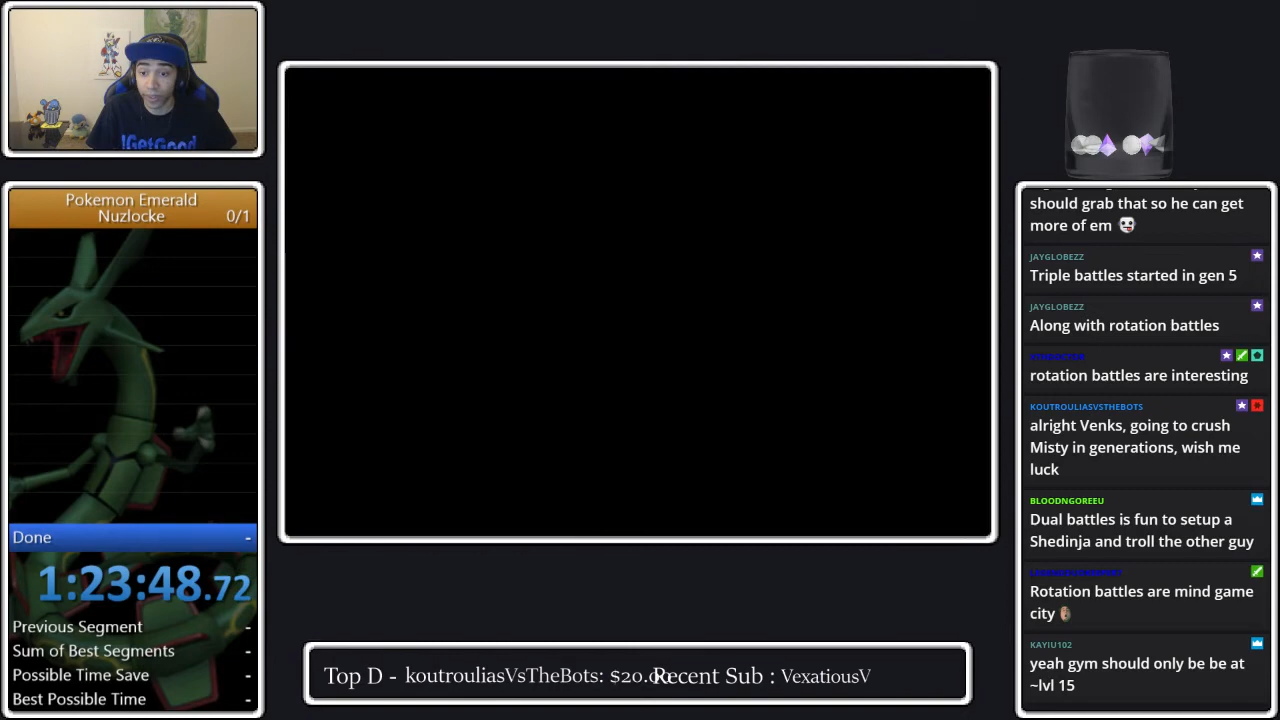 !GetGood
Pokemon Emerald
Nuzlocke 0/1
Done -
1:23:48.72
Previous Segment -
Sum of Best Segments -
Possible Time Save -
Best Possible Time -
Top D - koutrouliasVsTheBots: $20. Recent Sub : VexatiousV
should grab that so he can get
more of em
JAYGLOBEZZ
Triple battles started in gen 5
JAYGLOBEZZ
Along with rotation battles
rotation battles are interesting
KOUTROULIASVSTHEBOTS
alright Venks, going to crush
Misty in generations, wish me
luck
BLOODNGOREEU
Dual battles is fun to setup a
Shedinja and troll the other guy
Rotation battles are mind game
city
KAYIU102
yeah gym should only be be at
~lvl 15